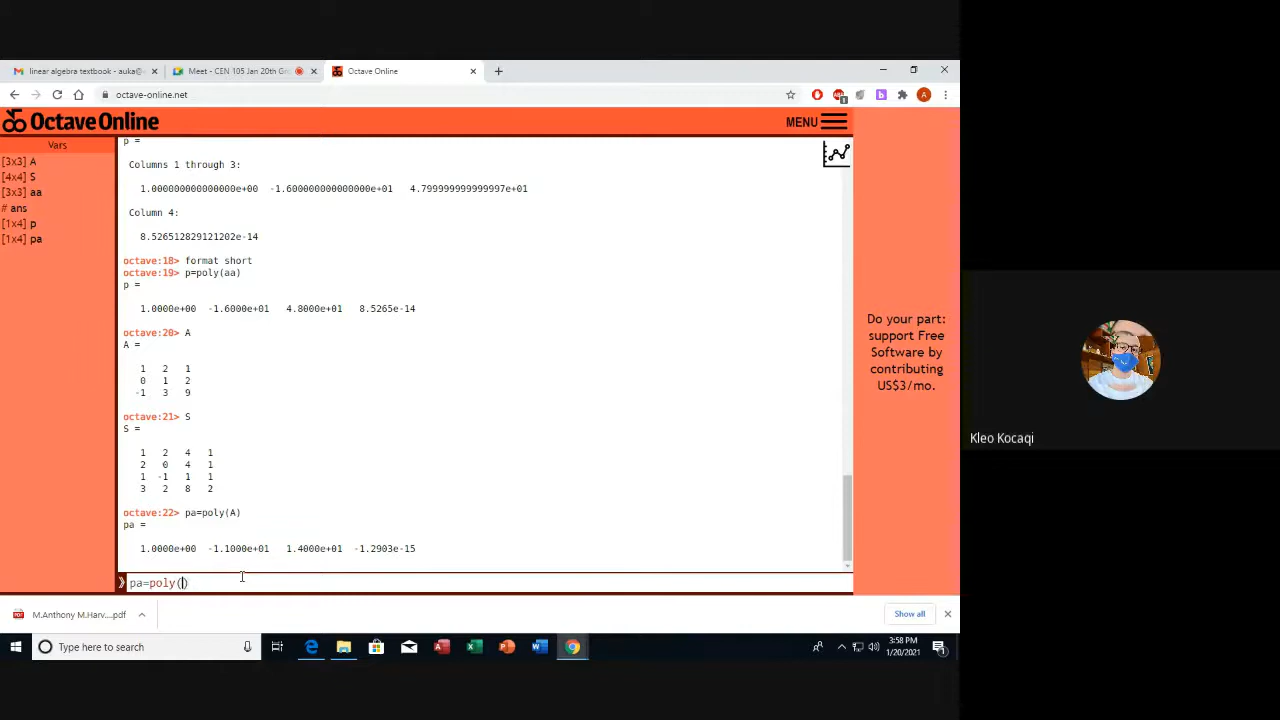 linear algebra textbook - auka@
Meet - CEN 105 Jan 20th Gr
Octave Online
octave-online.net
Octave Online
MENU
Vars
[3x3] A
[4x4] S
[3x3] aa
# ans
[1x4] p
[1x4] pa
p =
Columns 1 through 3:
1.000000000000000e+00 -1.600000000000000e+01 4.799999999999997e+01
Column 4:
8.526512829121202e-14
octave:18> format short
octave:19> p=poly(aa)
p =
1.0000e+00 -1.6000e+01 4.8000e+01 8.5265e-14
octave:20> A
A =
1 2 1
0 1 2
-1 3 9
octave:21> S
S =
1 2 4 1
2 0 4 1
1 -1 1 1
3 2 8 2
octave:22> pa=poly(A)
pa =
1.0000e+00 -1.1000e+01 1.4000e+01 -1.2903e-15
pa=poly()
Do your part:
support Free
Software by
contributing
US$3/mo.
Kleo Kocaqi
M.Anthony M.Harv....pdf
Show all
Type here to search
3:58 PM
1/20/2021